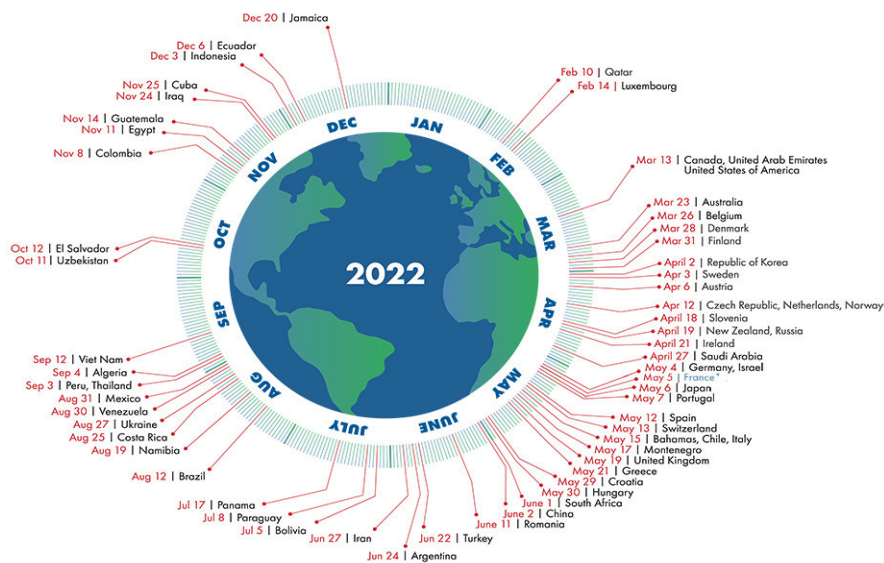 Dec 20 | Jamaica
Dec 6 | Ecuador
Dec 3 | Indonesia
Nov 25 | Cuba
Nov 24 | Iraq
Nov 14 | Guatemala
Nov 11 | Egypt
Nov 8 | Colombia
Oct 12 | El Salvador
Oct 11 | Uzbekistan
Sep 12 | Viet Nam
Sep 4 | Algeria
Sep 3 | Peru, Thailand
Aug 31 | Mexico
Aug 30 | Venezuela
Aug 27 | Ukraine
Aug 25 | Costa Rica
Aug 19 | Namibia
Aug 12 | Brazil
Jul 17 | Panama
Jul 8 | Paraguay
Jul 5 | Bolivia
Jun 27 | Iran
Jun 24 | Argentina
Jun 22 | Turkey
JAN
FEB
MAR
APR
MAY
JUNE
JULY
AUG
SEP
OCT
NOV
DEC
2022
Feb 10 | Qatar
Feb 14 | Luxembourg
Mar 13 | Canada, United Arab Emirates
United States of America
Mar 23 | Australia
Mar 26 | Belgium
Mar 28 | Denmark
Mar 31 | Finland
April 2 | Republic of Korea
Apr 3 | Sweden
Apr 6 | Austria
Apr 12 | Czech Republic, Netherlands, Norway
April 18 | Slovenia
April 19 | New Zealand, Russia
April 21 | Ireland
April 27 | Saudi Arabia
May 4 | Germany, Israel
May 5 | France*
May 6 | Japan
May 7 | Portugal
May 12 | Spain
May 13 | Switzerland
May 15 | Bahamas, Chile, Italy
May 17 | Montenegro
May 19 | United Kingdom
May 21 | Greece
May 29 | Croatia
May 30 | Hungary
June 1 | South Africa
June 2 | China
June 11 | Romania